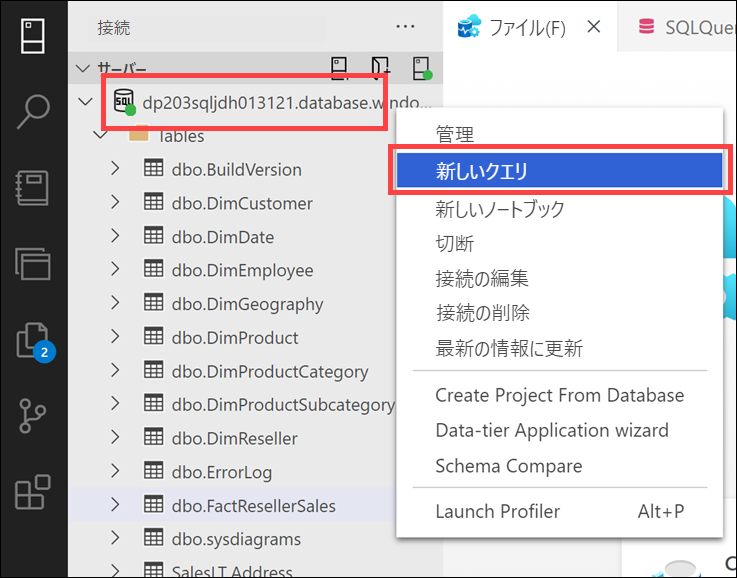 接続
ファイル(F)
SQLQuer
サーバー
SQL
dp203sqljdh013121.database.windo...
Tables
dbo.BuildVersion
dbo.DimCustomer
dbo.DimDate
dbo.DimEmployee
dbo.DimGeography
dbo.DimProduct
dbo.DimProductCategory
dbo.DimProductSubcategory
dbo.DimReseller
dbo.ErrorLog
dbo.FactResellerSales
dbo.sysdiagrams
SalesLT.Address
2
管理
新しいクエリ
新しいノートブック
切断
接続の編集
接続の削除
最新の情報に更新
Create Project From Database
Data-tier Application wizard
Schema Compare
Launch Profiler Alt+P